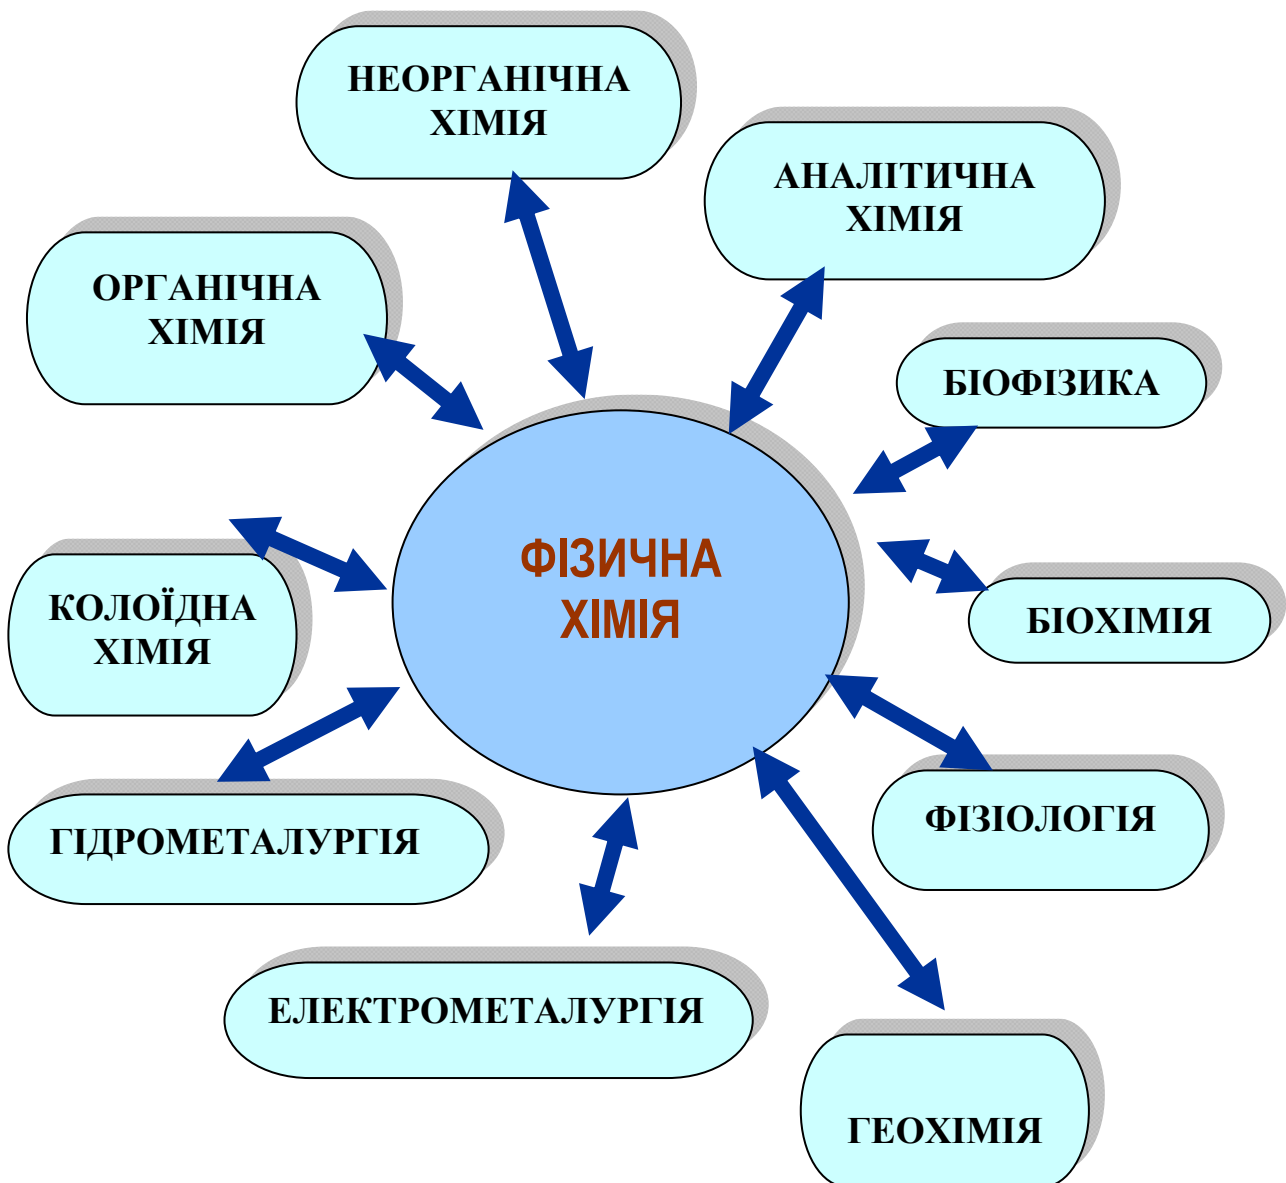 НЕОРГАНІЧНА
ХІМІЯ
АНАЛІТИЧНА
ХІМІЯ
ОРГАНІЧНА
ХІМІЯ
БІОФІЗИКА
ФІЗИЧНА
ХІМІЯ
КОЛОЇДНА
ХІМІЯ
БІОХІМІЯ
ГІДРОМЕТАЛУРГІЯ
ФІЗІОЛОГІЯ
ЕЛЕКТРОМЕТАЛУРГІЯ
ГЕОХІМІЯ